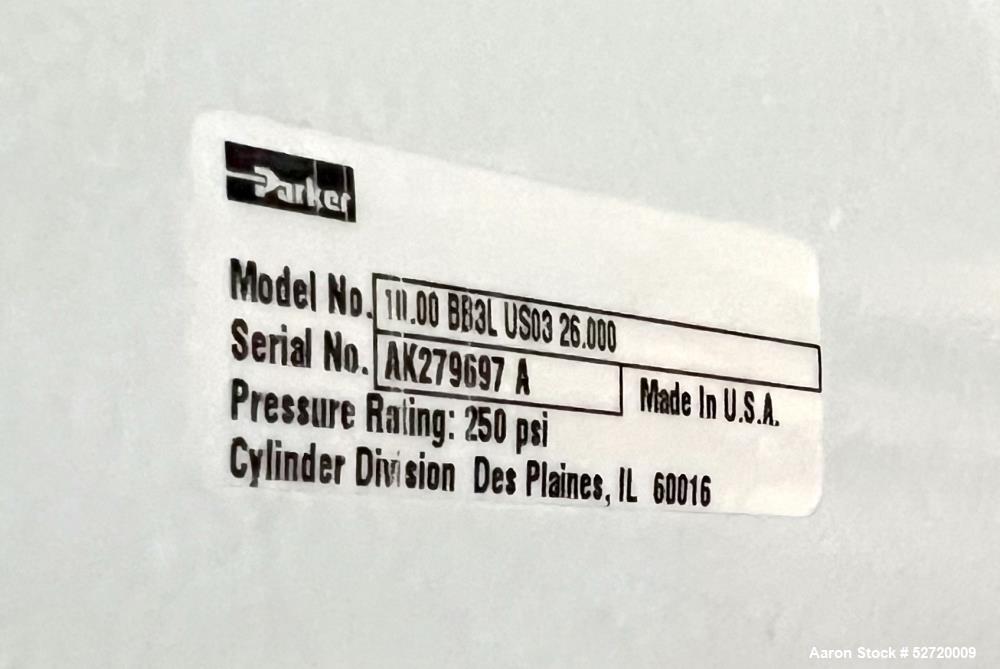 Parker
Model No. 10.00 BB3L US03 26.000
Serial No. AK279697 A
Made In U.S.A.
Pressure Rating: 250 psi
Cylinder Division Des Plaines, IL 60016
Aaron Stock # 52720009